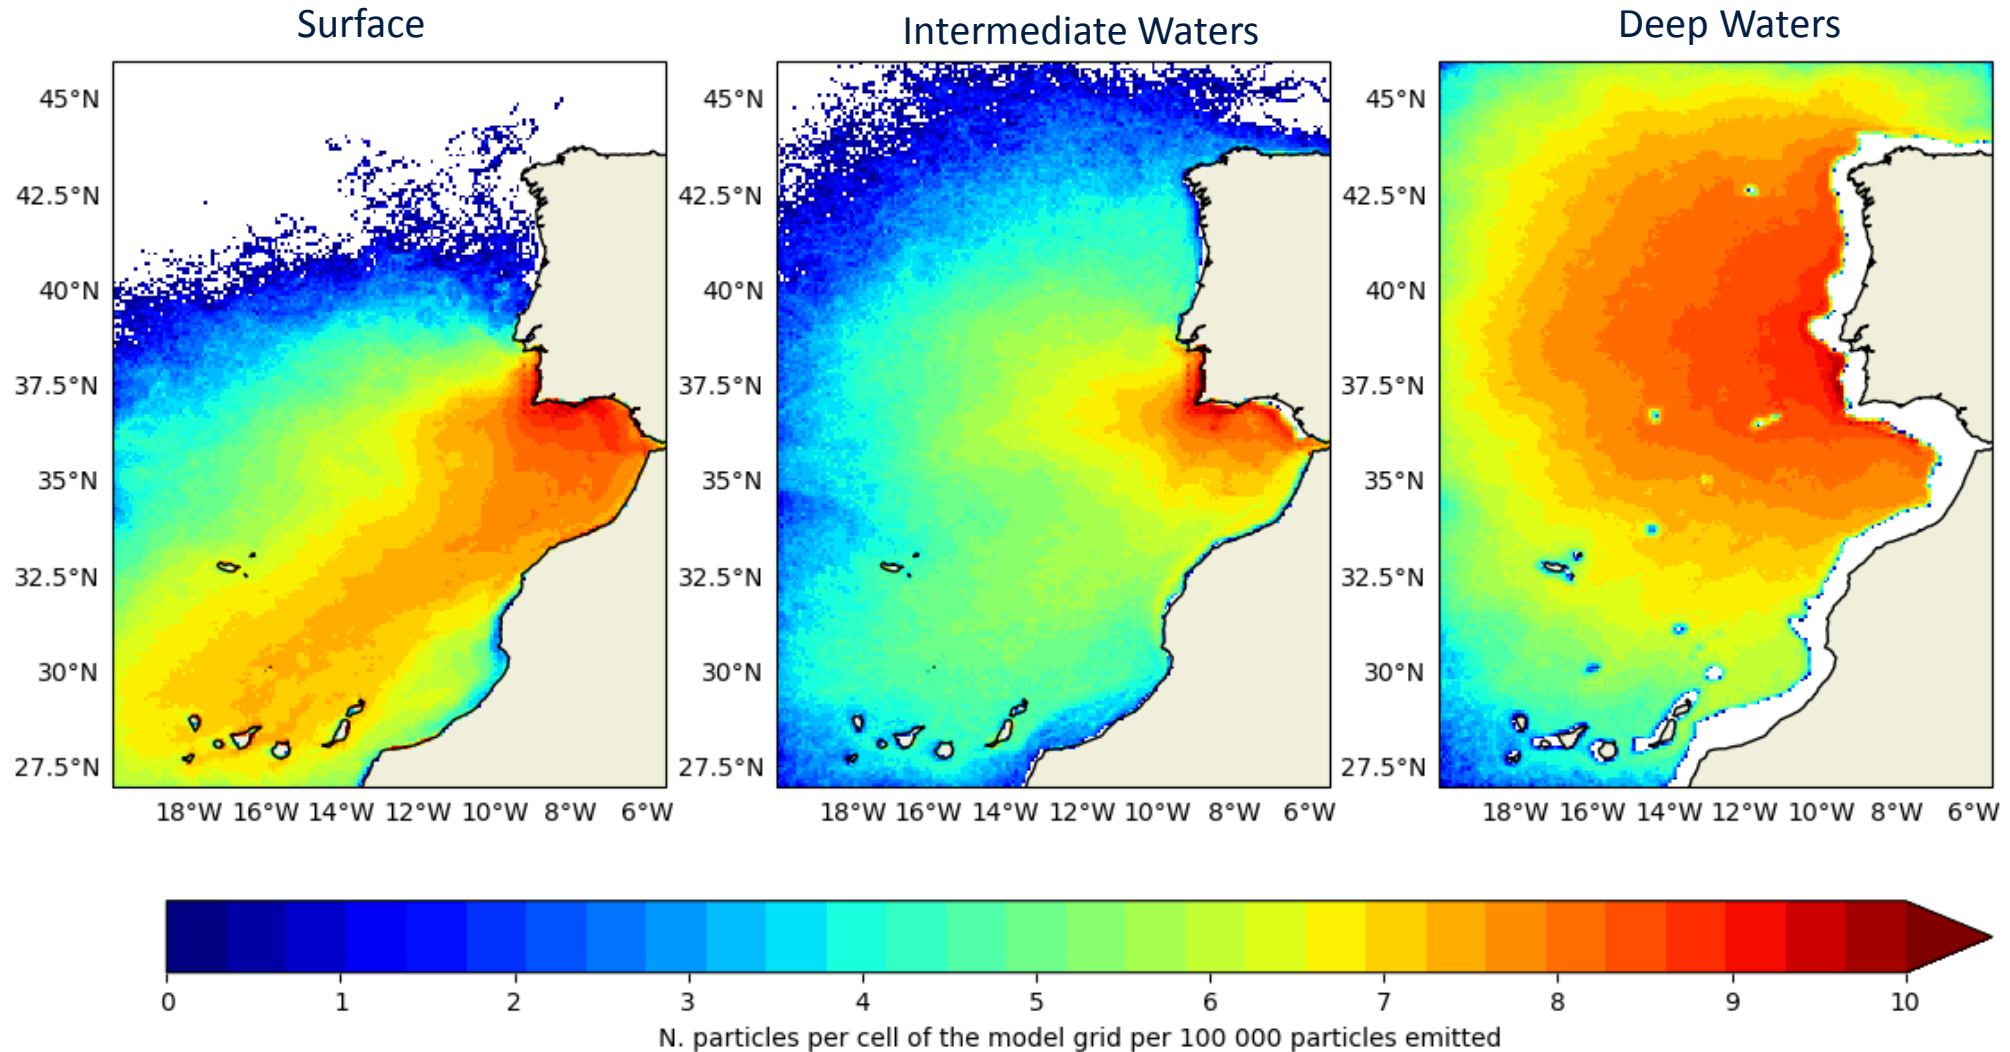 Surface
Intermediate Waters
Deep Waters
45°N
42.5°N
40°N
37.5°N
35°N
32.5°N
30°N
27.5°N
18°W 16°W 14°W 12°W 10°W 8°W 6°W
45°N
42.5°N
40°N
37.5°N
35°N
32.5°N
30°N
27.5°N
18°W 16°W 14°W 12°W 10°W 8°W 6°W
45°N
42.5°N
40°N
37.5°N
35°N
32.5°N
30°N
27.5°N
18°W 16°W 14°W 12°W 10°W 8°W 6°W
0 1 2 3 4 5 6 7 8 9 10
N. particles per cell of the model grid per 100 000 particles emitted